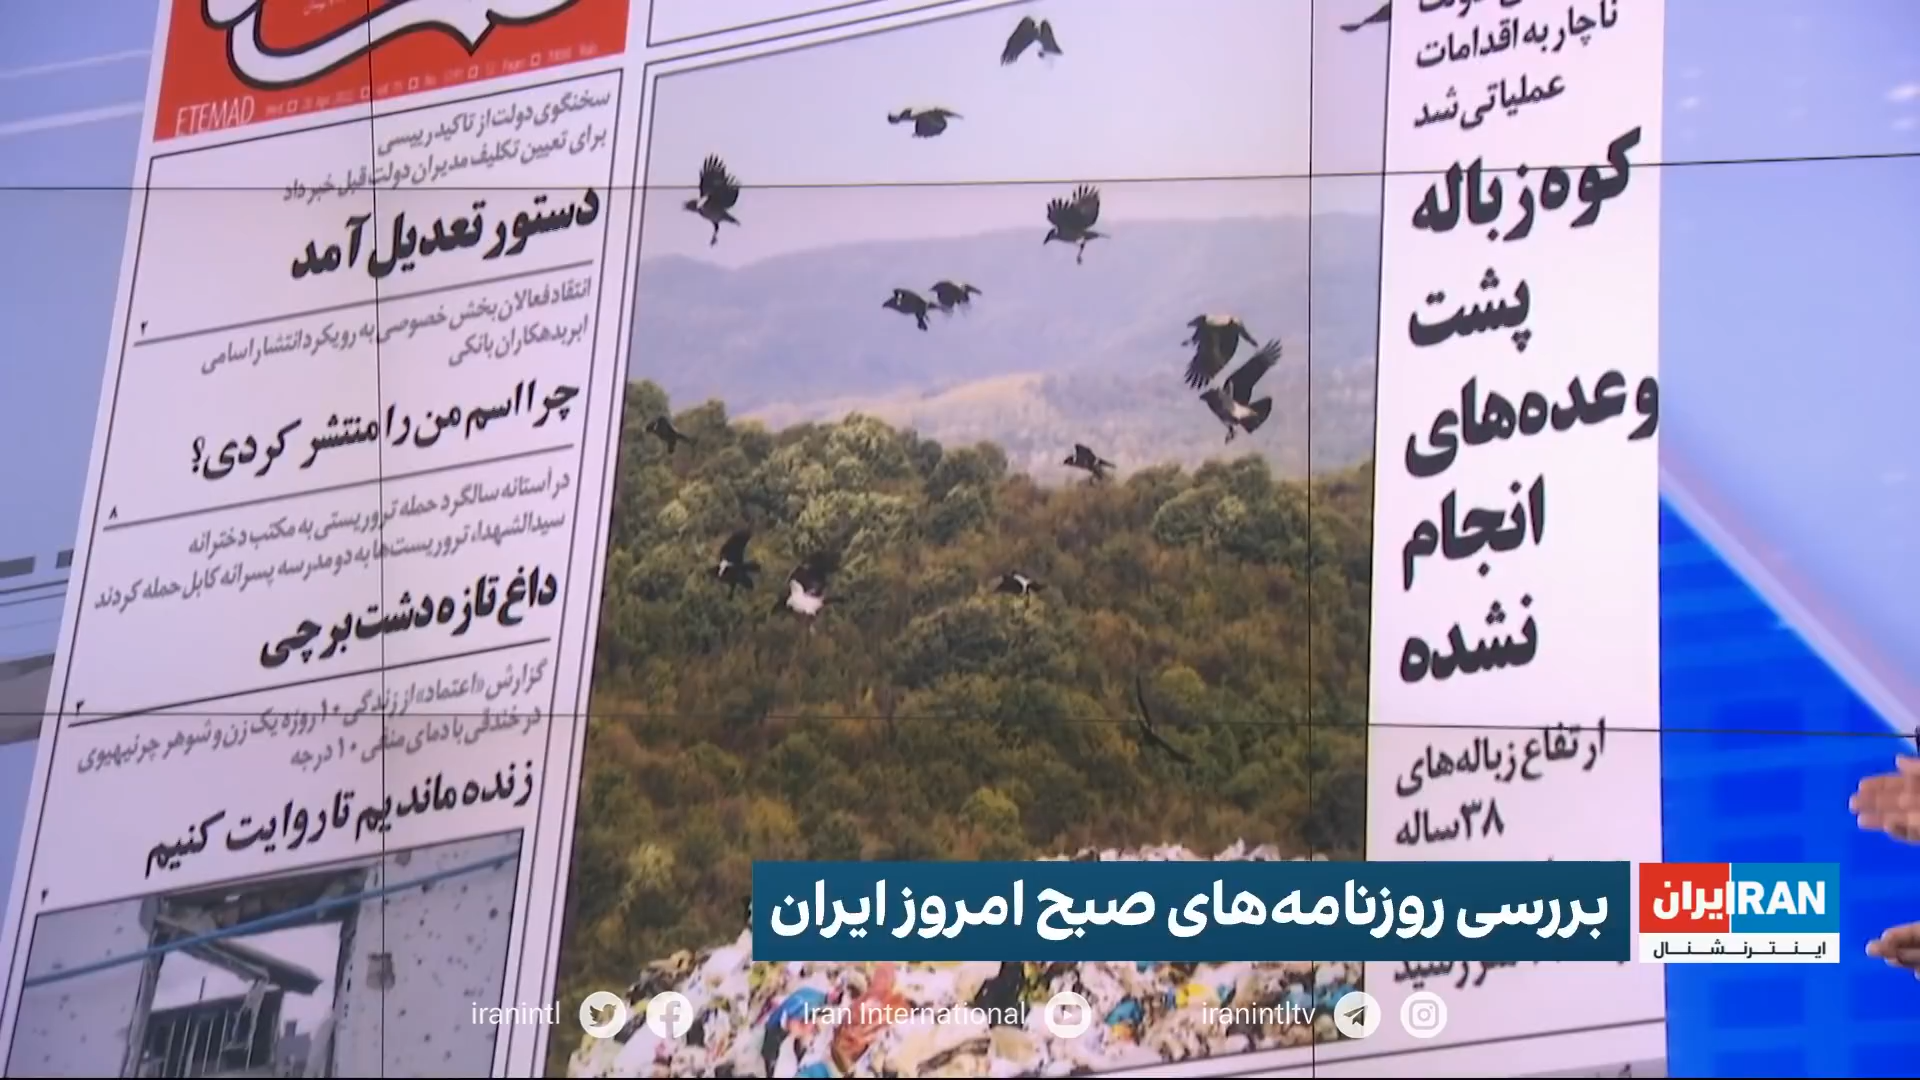 ETEMAD
سخنگوی دولت از تاکید رییسی
برای تعیین تکلیف مدیران دولت قبل خبر داد
دستور تعدیل آمد
۲
انتقاد فعالان بخش خصوصی به رویکرد انتشار اسامی
ابربدهکاران بانکی
چرا اسم من را منتشر کردی؟
۸
در آستانه سالگرد حمله تروریستی به مکتب دخترانه
سیدالشهدا، تروریست‌ها به دو مدرسه پسرانه کابل حمله کردند
داغ تازه دشت برچی
۳
گزارش «اعتماد» از زندگی ۱۰ روزه یک زن و شوهر چرنیهیوی
در خندقی با دمای منفی ۱۰ درجه
زنده ماندیم تا روایت کنیم
۲
ناچار به اقدامات
عملیاتی شد
کوه زباله
پشت
وعده‌های
انجام
نشده
ارتفاع زباله‌های
۳۸ ساله
بررسی روزنامه‌های صبح امروز ایران
ایران IRAN
اینترنشنال
iranintl
Iran International
iranintltv